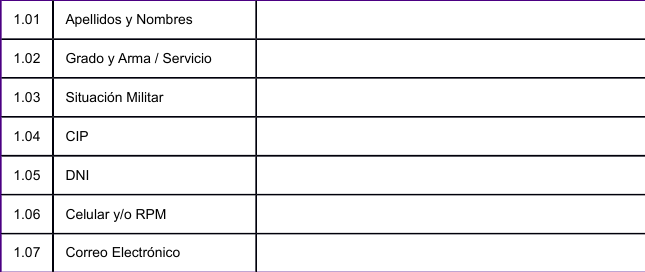 1.01 Apellidos y Nombres
1.02 Grado y Arma / Servicio
1.03 Situación Militar
1.04 CIP
1.05 DNI
1.06 Celular y/o RPM
1.07 Correo Electrónico